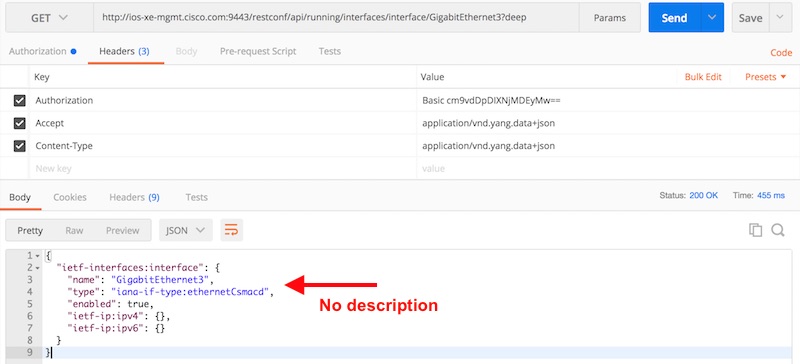 GET http://ios-xe-mgmt.cisco.com:9443/restconf/api/running/interfaces/interface/GigabitEthernet3?deep Params Send Save
Authorization Headers (3) Body Pre-request Script Tests Code
Key Value Bulk Edit Presets
Authorization Basic cm9vdDpDIXNjMDEyMw==
Accept application/vnd.yang.data+json
Content-Type application/vnd.yang.data+json
New key value
Body Cookies Headers (9) Tests Status: 200 OK Time: 455 ms
Pretty Raw Preview JSON
1 {
2 "ietf-interfaces:interface": {
3 "name": "GigabitEthernet3",
4 "type": "iana-if-type:ethernetCsmacd",
5 "enabled": true,
No description
6 "ietf-ip:ipv4": {},
7 "ietf-ip:ipv6": {}
8 }
9 }